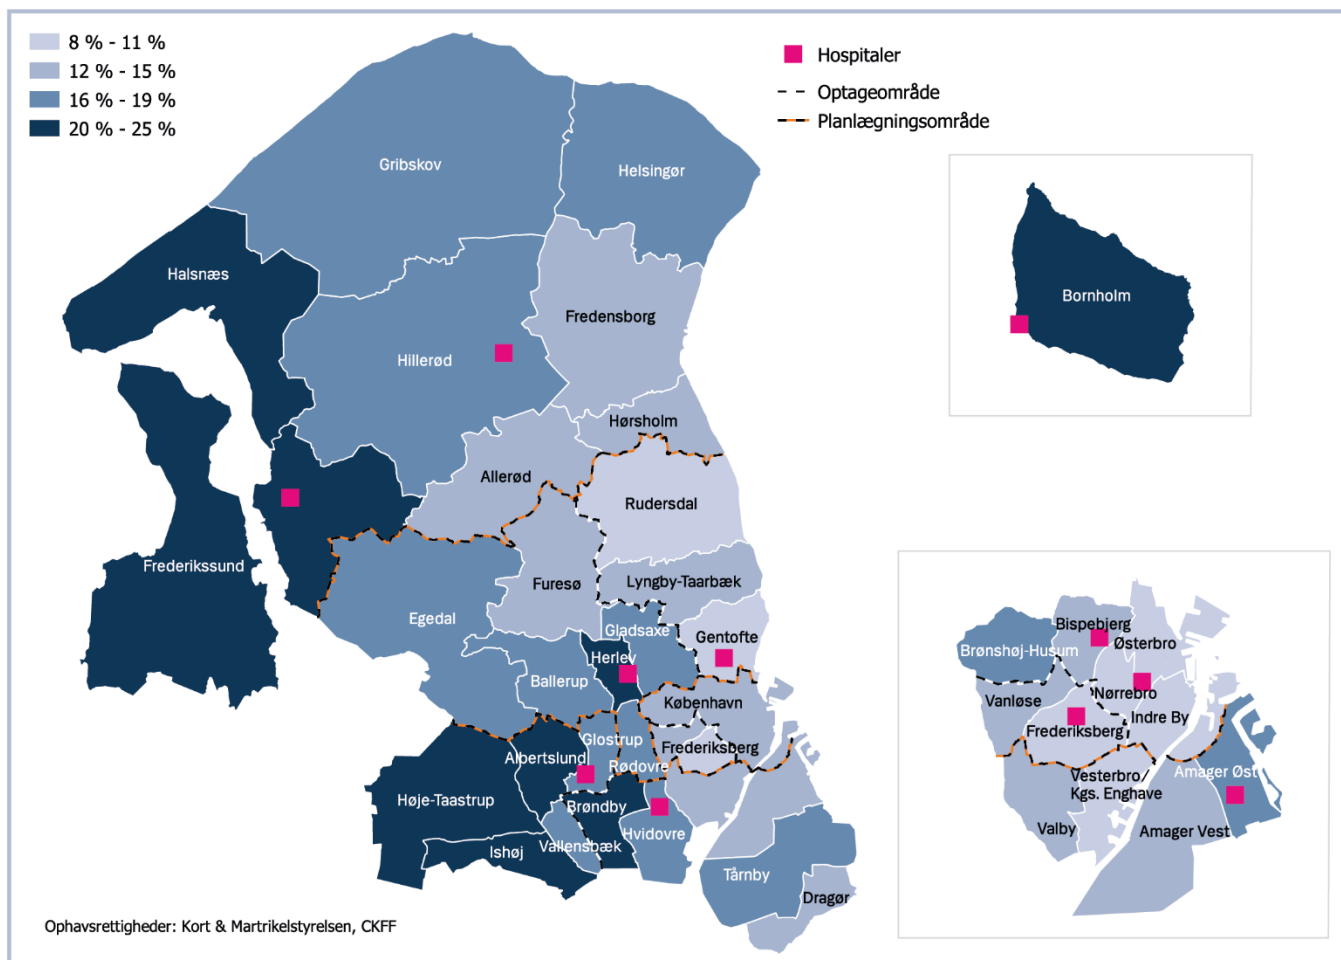 8 % - 11 %
12 % - 15 %
16 % - 19 %
20 % - 25 %
Hospitaler
Optageområde
Planlægningsområde
Gribskov
Helsingør
Halsnæs
Bornholm
Fredensborg
Hillerød
Hørsholm
Allerød
Rudersdal
Frederikssund
Furesø
Lyngby-Taarbæk
Egedal
Gladsaxe
Gentofte
Herlev
Ballerup
København
Glostrup
Frederiksberg
Albertslund
Rødovre
Høje-Taastrup
Brøndby
Hvidovre
Vallensbæk
Ishøj
Tårnby
Dragør
Bispebjerg
Østerbro
Brønshøj-Husum
Vanløse
Nørrebro
Indre By
Frederiksberg
Vesterbro/
Kgs. Enghave
Amager Øst
Valby
Amager Vest
Ophavsrettigheder: Kort & Martrikelstyrelsen, CKFF